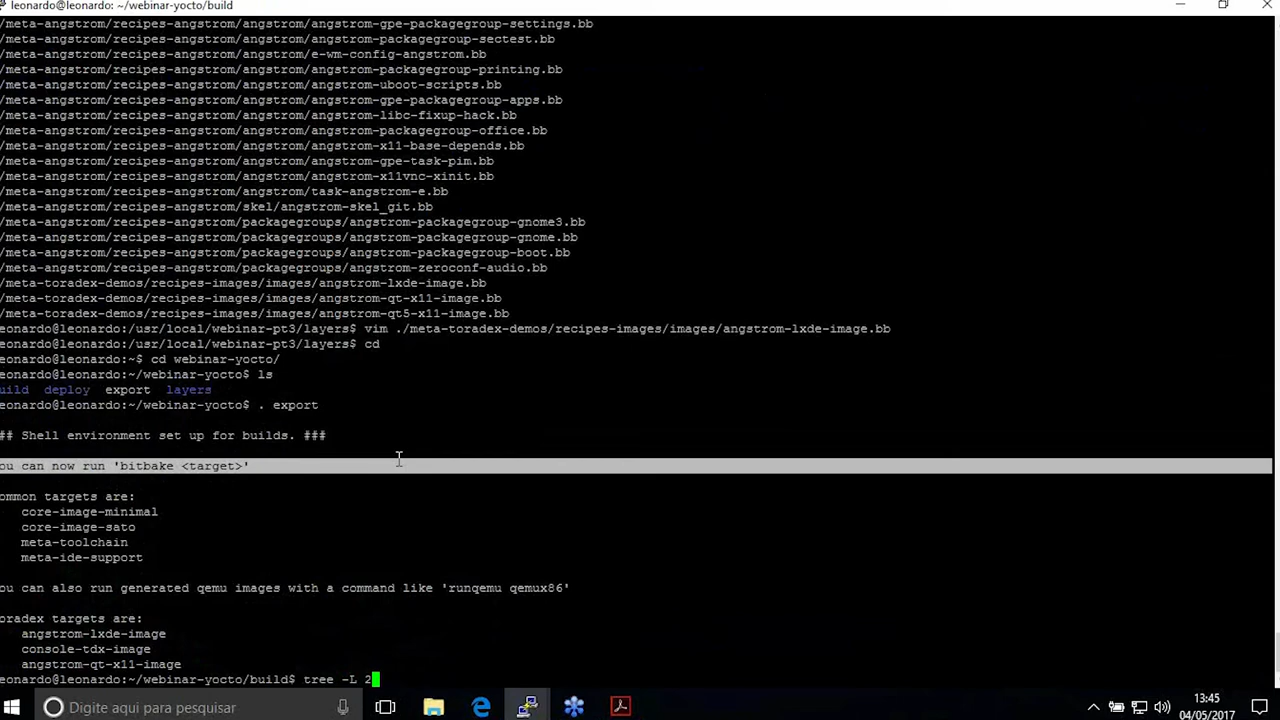 leonardo@leonardo: ~/webinar-yocto/build
/meta-angstrom/recipes-angstrom/angstrom/angstrom-gpe-packagegroup-settings.bb
/meta-angstrom/recipes-angstrom/angstrom/angstrom-packagegroup-sectest.bb
/meta-angstrom/recipes-angstrom/angstrom/e-wm-config-angstrom.bb
/meta-angstrom/recipes-angstrom/angstrom/angstrom-packagegroup-printing.bb
/meta-angstrom/recipes-angstrom/angstrom/angstrom-uboot-scripts.bb
/meta-angstrom/recipes-angstrom/angstrom/angstrom-gpe-packagegroup-apps.bb
/meta-angstrom/recipes-angstrom/angstrom/angstrom-libc-fixup-hack.bb
/meta-angstrom/recipes-angstrom/angstrom/angstrom-packagegroup-office.bb
/meta-angstrom/recipes-angstrom/angstrom/angstrom-x11-base-depends.bb
/meta-angstrom/recipes-angstrom/angstrom/angstrom-gpe-task-pim.bb
/meta-angstrom/recipes-angstrom/angstrom/angstrom-x11vnc-xinit.bb
/meta-angstrom/recipes-angstrom/angstrom/task-angstrom-e.bb
/meta-angstrom/recipes-angstrom/skel/angstrom-skel_git.bb
/meta-angstrom/recipes-angstrom/packagegroups/angstrom-packagegroup-gnome3.bb
/meta-angstrom/recipes-angstrom/packagegroups/angstrom-packagegroup-gnome.bb
/meta-angstrom/recipes-angstrom/packagegroups/angstrom-packagegroup-boot.bb
/meta-angstrom/recipes-angstrom/packagegroups/angstrom-zeroconf-audio.bb
/meta-toradex-demos/recipes-images/images/angstrom-lxde-image.bb
/meta-toradex-demos/recipes-images/images/angstrom-qt-x11-image.bb
/meta-toradex-demos/recipes-images/images/angstrom-qt5-x11-image.bb
eonardo@leonardo:/usr/local/webinar-pt3/layers$ vim ./meta-toradex-demos/recipes-images/images/angstrom-lxde-image.bb
eonardo@leonardo:/usr/local/webinar-pt3/layers$ cd
eonardo@leonardo:~$ cd webinar-yocto/
eonardo@leonardo:~/webinar-yocto$ ls
uild deploy export layers
eonardo@leonardo:~/webinar-yocto$ . export
## Shell environment set up for builds. ###
ou can now run 'bitbake <target>'
ommon targets are:
core-image-minimal
core-image-sato
meta-toolchain
meta-ide-support
ou can also run generated qemu images with a command like 'runqemu qemux86'
oradex targets are:
angstrom-lxde-image
console-tdx-image
angstrom-qt-x11-image
eonardo@leonardo:~/webinar-yocto/build$ tree -L 2
Digite aqui para pesquisar
13:45
04/05/2017